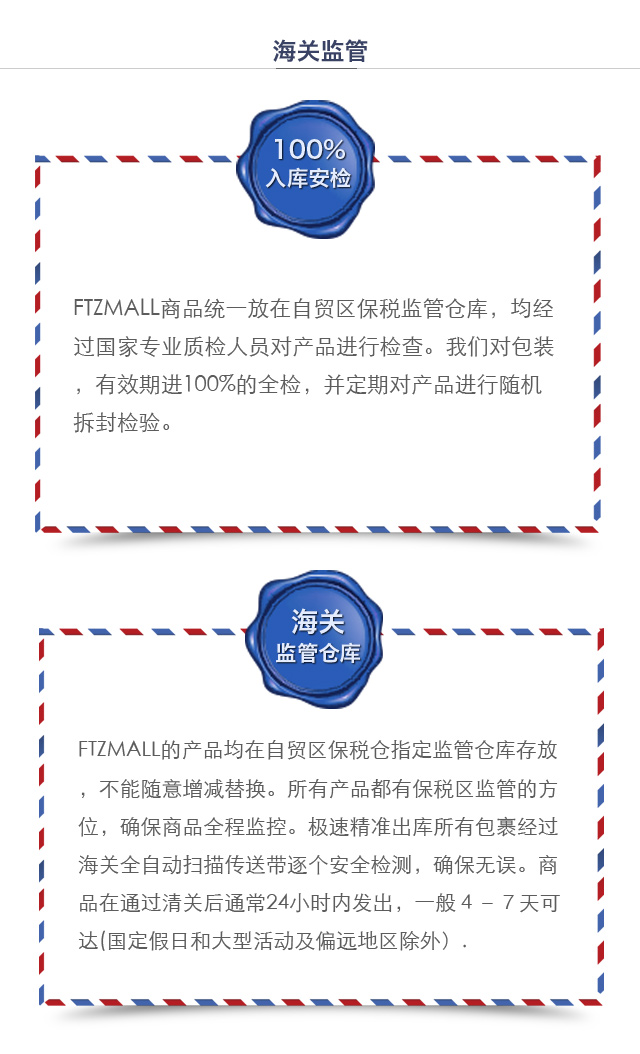 海关监管
100%
入库安检
FTZMALL商品统一放在自贸区保税监管仓库，均经
过国家专业质检人员对产品进行检查。我们对包装
，有效期进100%的全检，并定期对产品进行随机
拆封检验。
海关
监管仓库
FTZMALL的产品均在自贸区保税仓指定监管仓库存放
，不能随意增减替换。所有产品都有保税区监管的方
位，确保商品全程监控。极速精准出库所有包裹经过
海关全自动扫描传送带逐个安全检测，确保无误。商
品在通过清关后通常24小时内发出，一般４－７天可
达(国定假日和大型活动及偏远地区除外）.